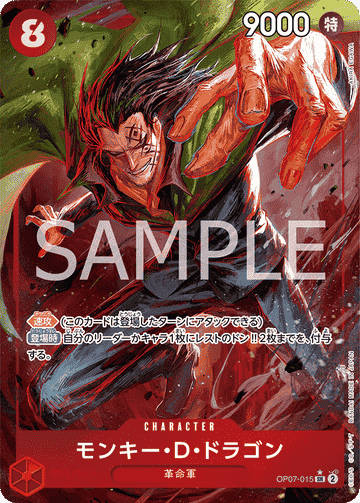 8
9000
特
SAMPLE
速攻 (このカードは登場したターンにアタックできる)
登場時 自分のリーダーかキャラ1枚にレストのドン!!2枚までを、付与
する。
CHARACTER
モンキー・D・ドラゴン
革命軍
OP07-015 SR 2